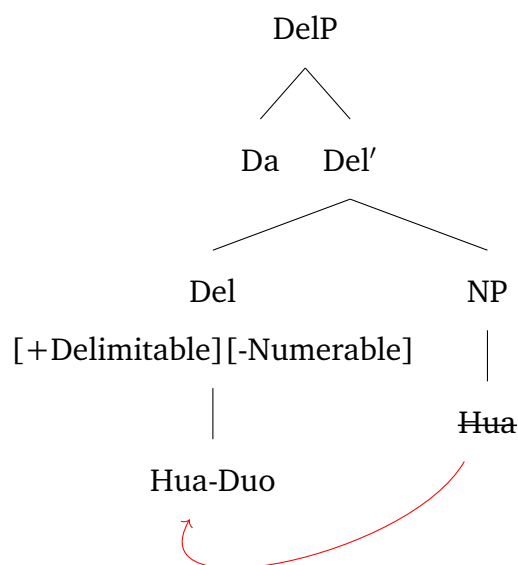 DelP
Da Del′
Del NP
[+Delimitable][-Numerable]
Hua
Hua-Duo